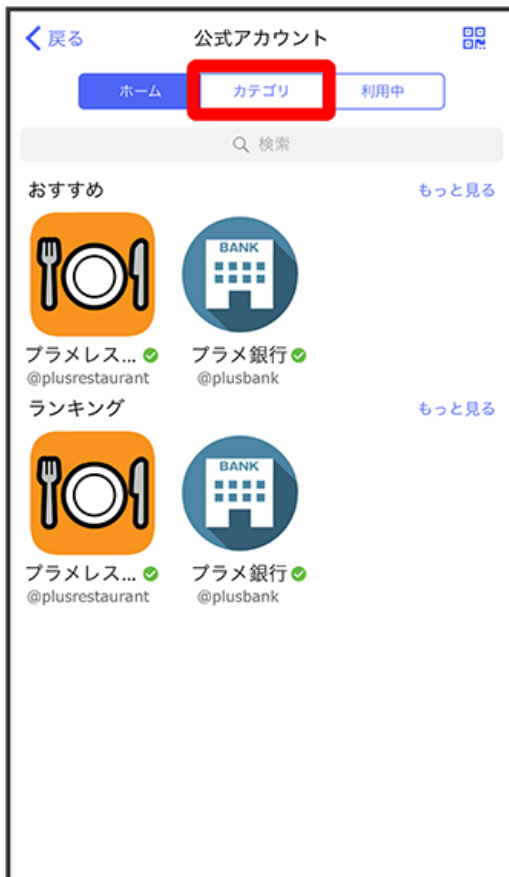 戻る 公式アカウント
ホーム カテゴリ 利用中
検索
おすすめ もっと見る
BANK
プラメレス... プラメ銀行
@plusrestaurant @plusbank
ランキング もっと見る
BANK
プラメレス... プラメ銀行
@plusrestaurant @plusbank